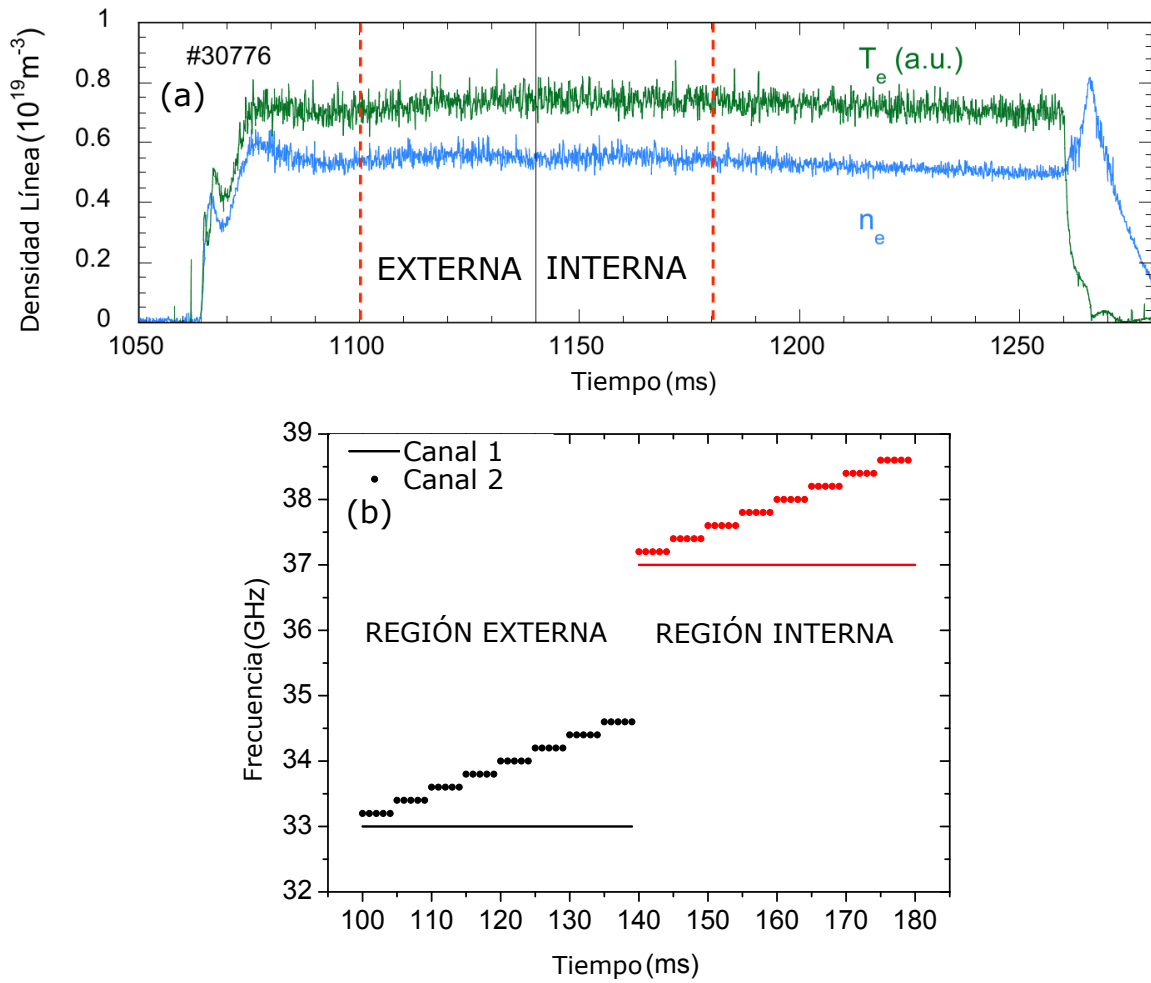 1
0.8
0.6
0.4
0.2
0
Densidad Línea (10^19 m^-3)
#30776
(a)
T_e (a.u.)
n_e
EXTERNA
INTERNA
1050 1100 1150 1200 1250
Tiempo (ms)
39
38
37
36
35
34
33
32
Frecuencia (GHz)
Canal 1
Canal 2
(b)
REGIÓN EXTERNA
REGIÓN INTERNA
100 110 120 130 140 150 160 170 180
Tiempo (ms)